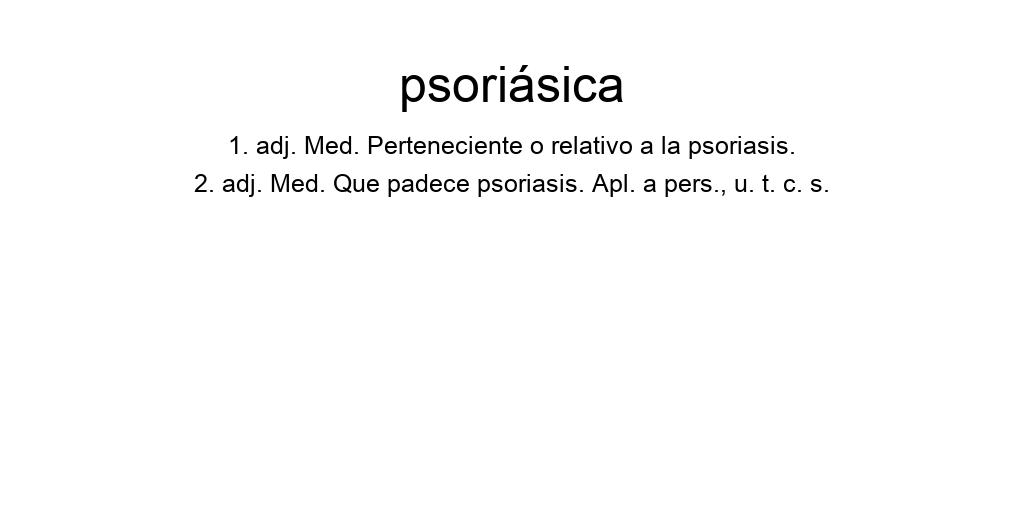 psoriásica
1. adj. Med. Perteneciente o relativo a la psoriasis.
2. adj. Med. Que padece psoriasis. Apl. a pers., u. t. c. s.